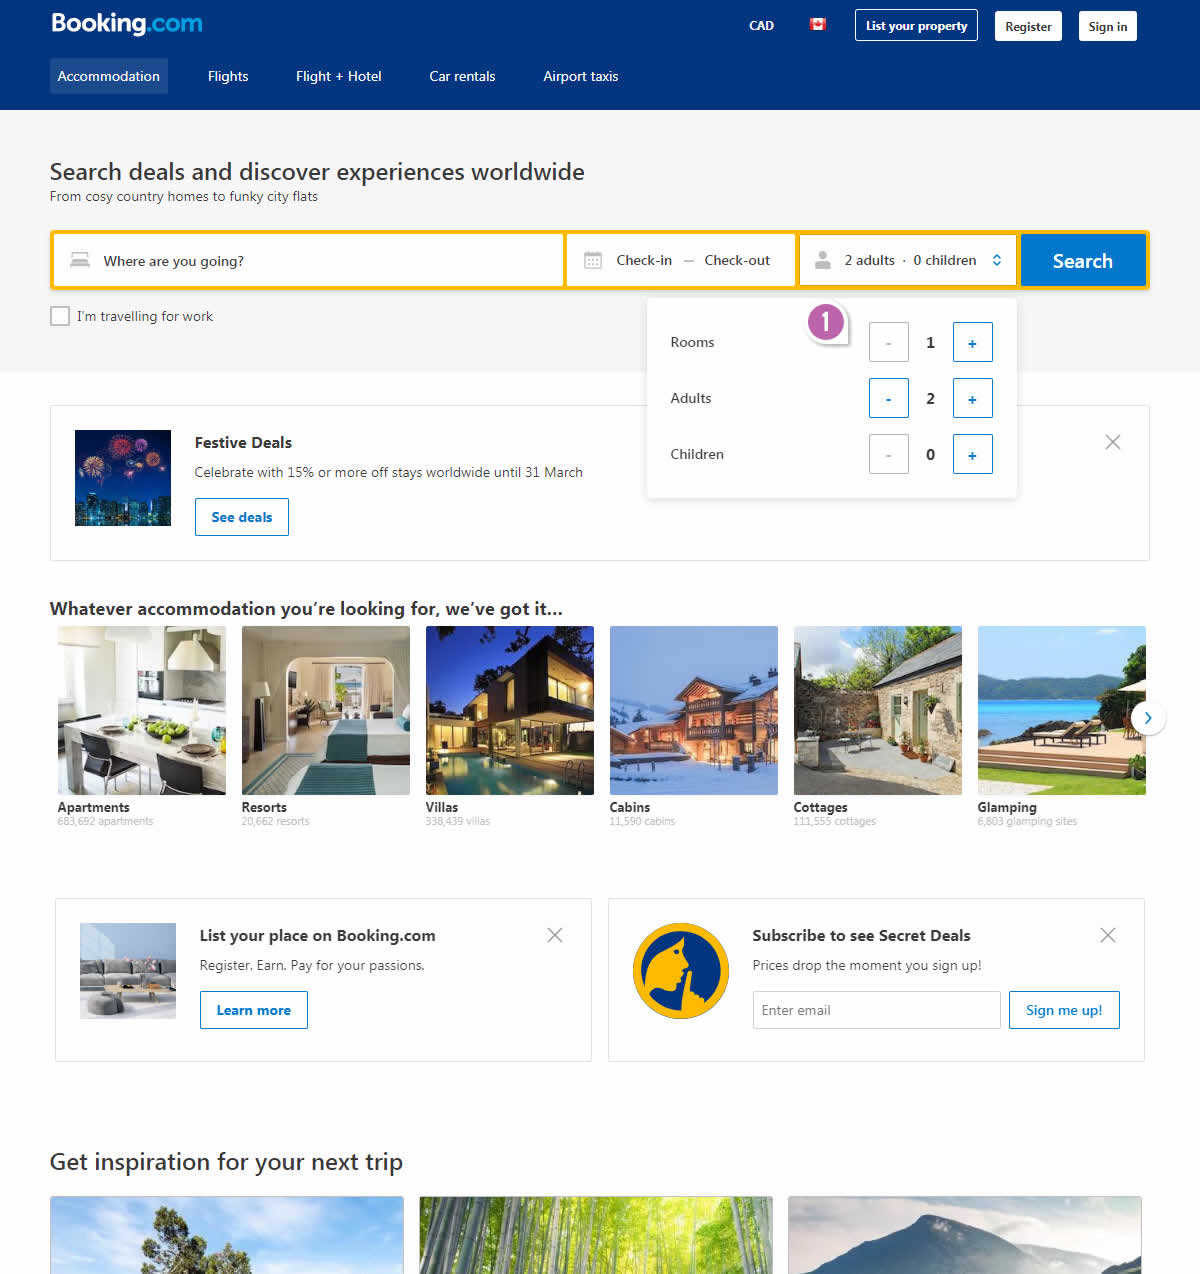 Booking.com
CAD
List your property
Register
Sign in
Accommodation
Flights
Flight + Hotel
Car rentals
Airport taxis
Search deals and discover experiences worldwide
From cosy country homes to funky city flats
Where are you going?
Check-in — Check-out
2 adults · 0 children
Search
I'm travelling for work
1
Rooms - 1 +
Adults - 2 +
Children - 0 +
Festive Deals
Celebrate with 15% or more off stays worldwide until 31 March
See deals
Whatever accommodation you’re looking for, we’ve got it...
Apartments
683,692 apartments
Resorts
20,662 resorts
Villas
338,439 villas
Cabins
11,590 cabins
Cottages
111,555 cottages
Glamping
6,803 glamping sites
List your place on Booking.com
Register. Earn. Pay for your passions.
Learn more
Subscribe to see Secret Deals
Prices drop the moment you sign up!
Enter email
Sign me up!
Get inspiration for your next trip